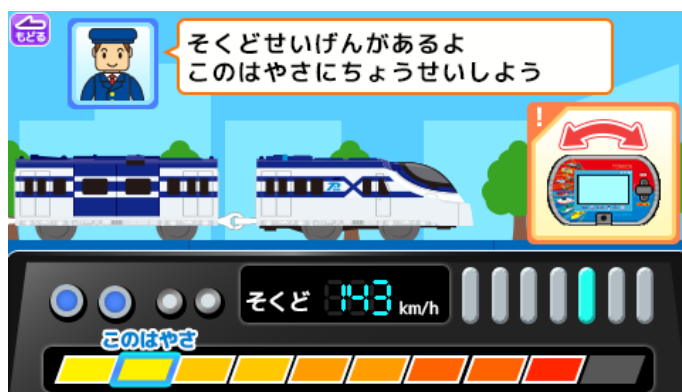 もどる
そくどせいげんがあるよ
このはやさにちょうせいしよう
!
そくど 143 km/h
このはやさ